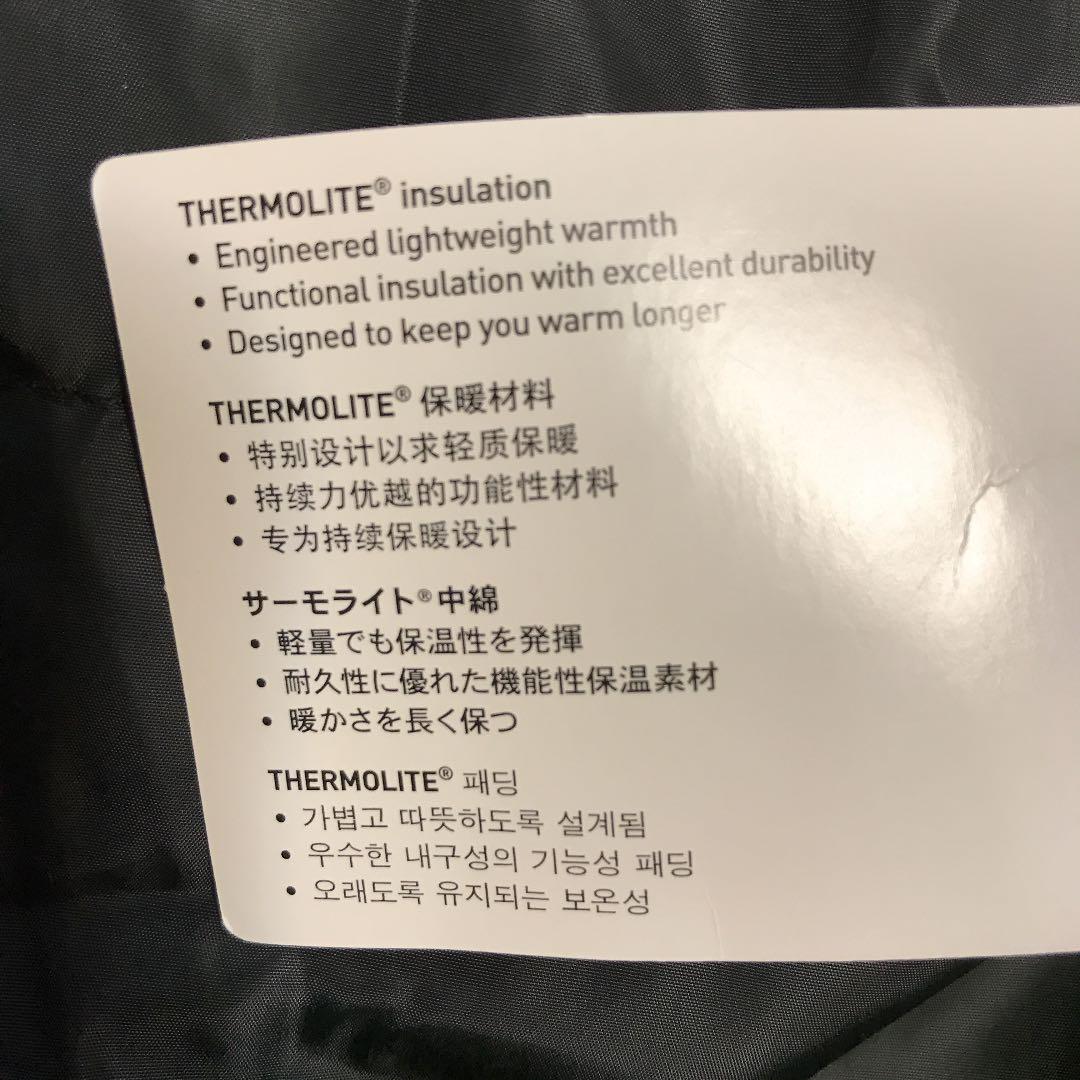 THERMOLITE® insulation
• Engineered lightweight warmth
• Functional insulation with excellent durability
• Designed to keep you warm longer
THERMOLITE® 保暖材料
• 特别设计以求轻质保暖
• 持续力优越的功能性材料
• 专为持续保暖设计
サーモライト®中綿
• 軽量でも保温性を発揮
• 耐久性に優れた機能性保温素材
• 暖かさを長く保つ
THERMOLITE® 패딩
• 가볍고 따뜻하도록 설계됨
• 우수한 내구성의 기능성 패딩
• 오래도록 유지되는 보온성